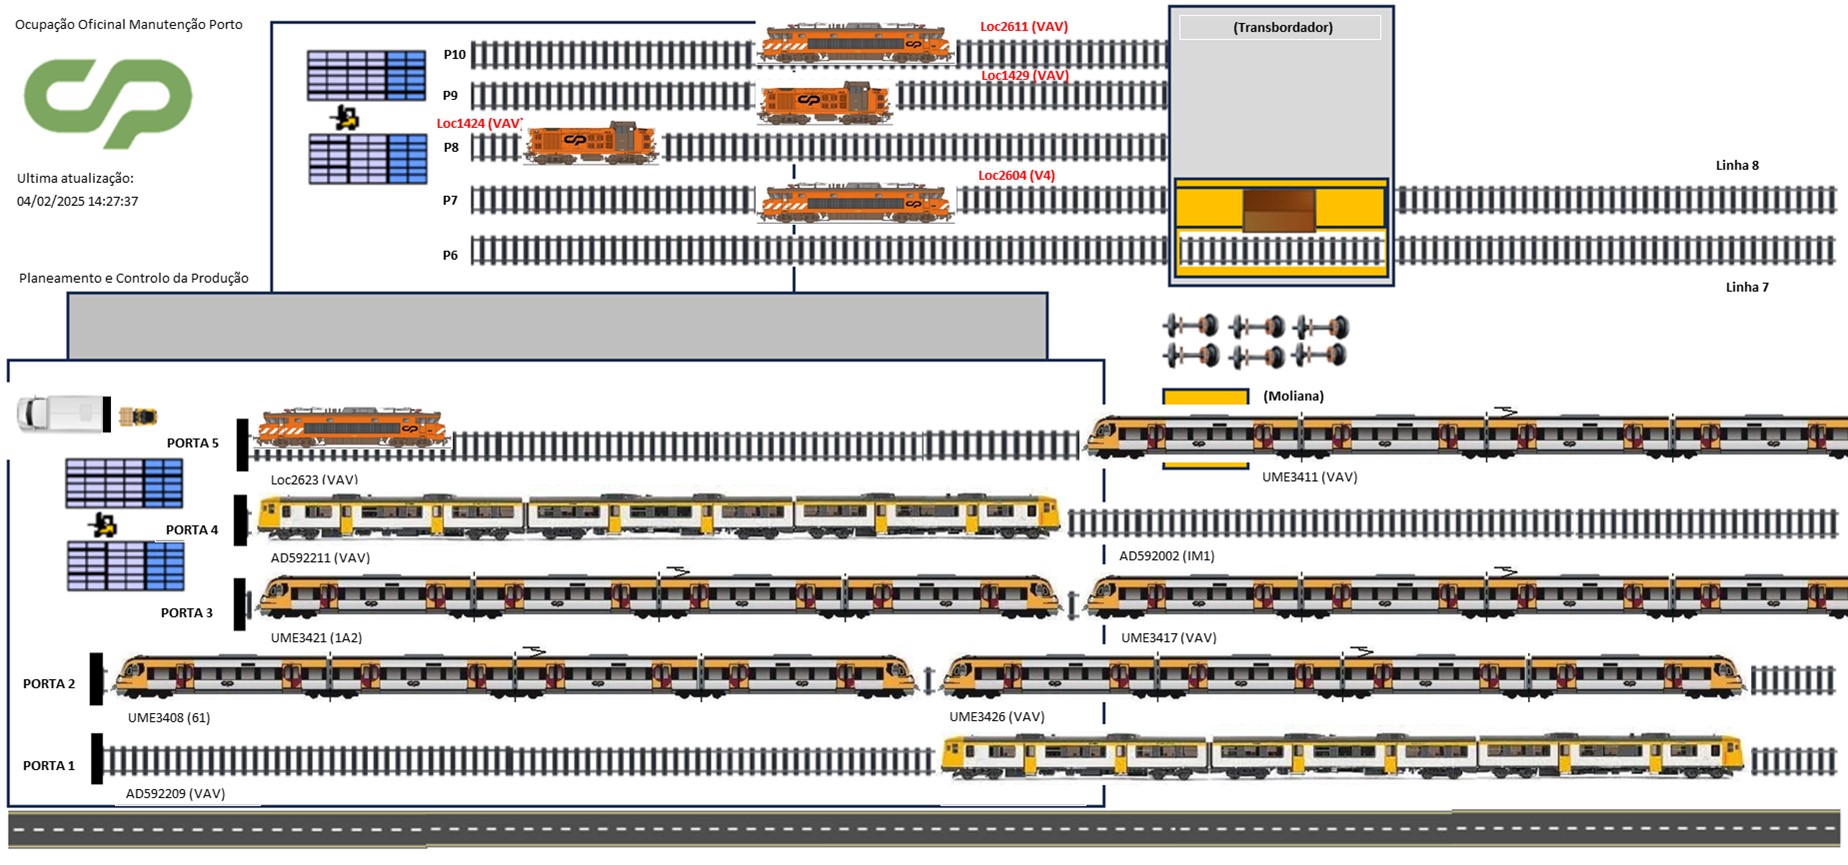 Ocupação Oficinal Manutenção Porto
Ultima atualização:
04/02/2025 14:27:37
Planeamento e Controlo da Produção
P10
Loc2611 (VAV)
(Transbordador)
P9
Loc1429 (VAV)
Loc1424 (VAV)
P8
P7
Loc2604 (V4)
Linha 8
P6
Linha 7
(Moliana)
PORTA 5
Loc2623 (VAV)
UME3411 (VAV)
PORTA 4
AD592211 (VAV)
AD592002 (IM1)
PORTA 3
UME3421 (1A2)
UME3417 (VAV)
PORTA 2
UME3408 (61)
UME3426 (VAV)
PORTA 1
AD592209 (VAV)